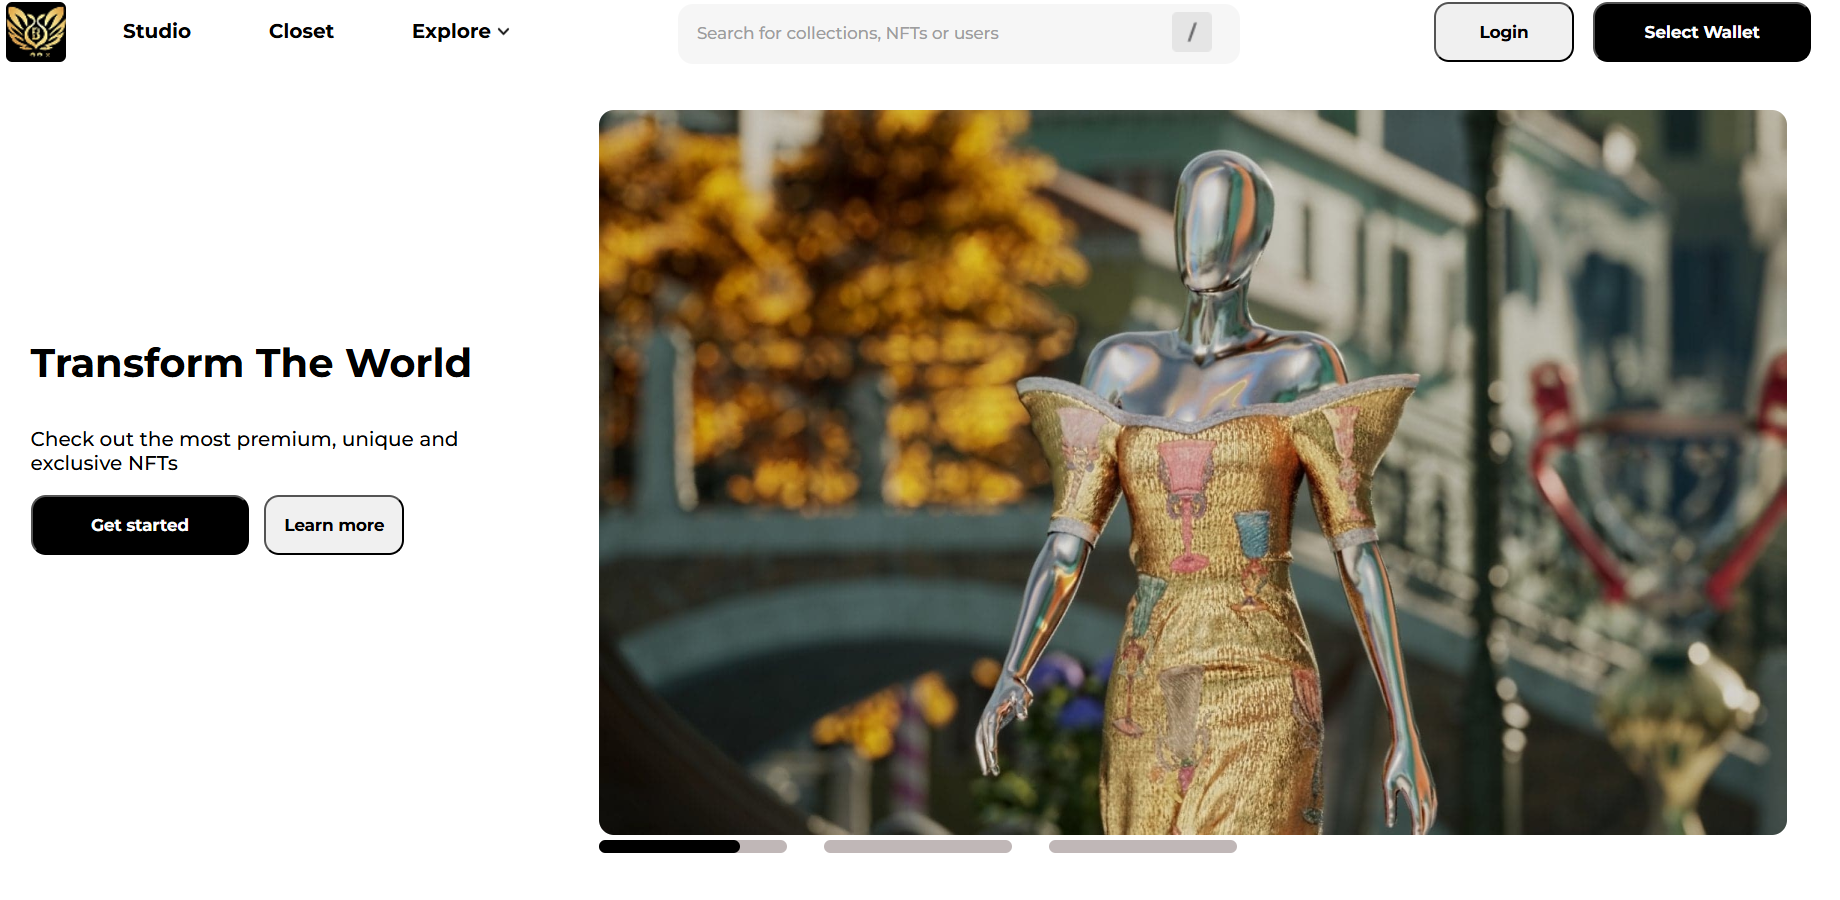 Studio
Closet
Explore
Search for collections, NFTs or users
/
Login
Select Wallet
Transform The World
Check out the most premium, unique and
exclusive NFTs
Get started
Learn more